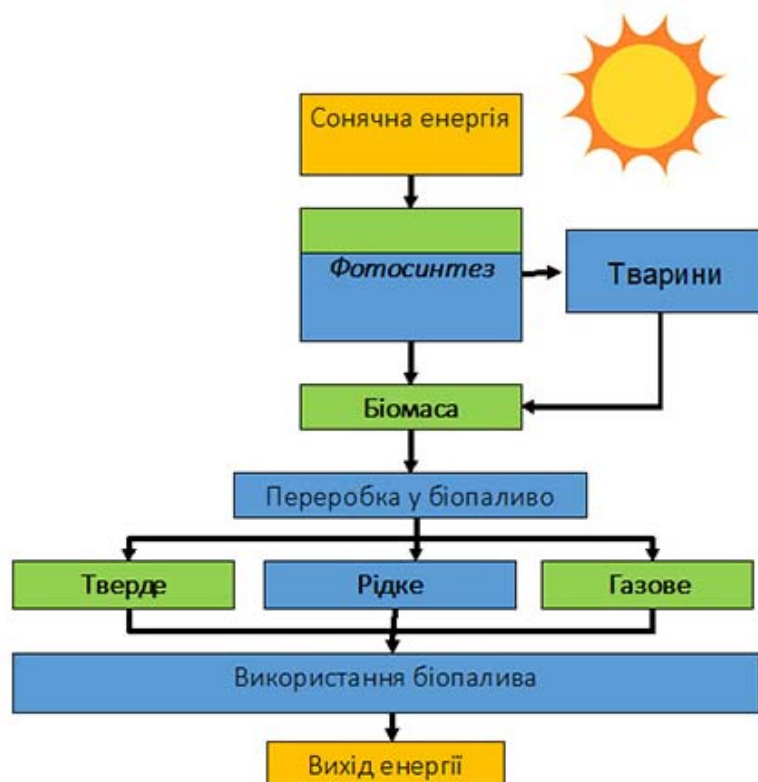 Сонячна енергія
Фотосинтез
Тварини
Біомаса
Переробка у біопаливо
Тверде
Рідке
Газове
Використання біопалива
Вихід енергії